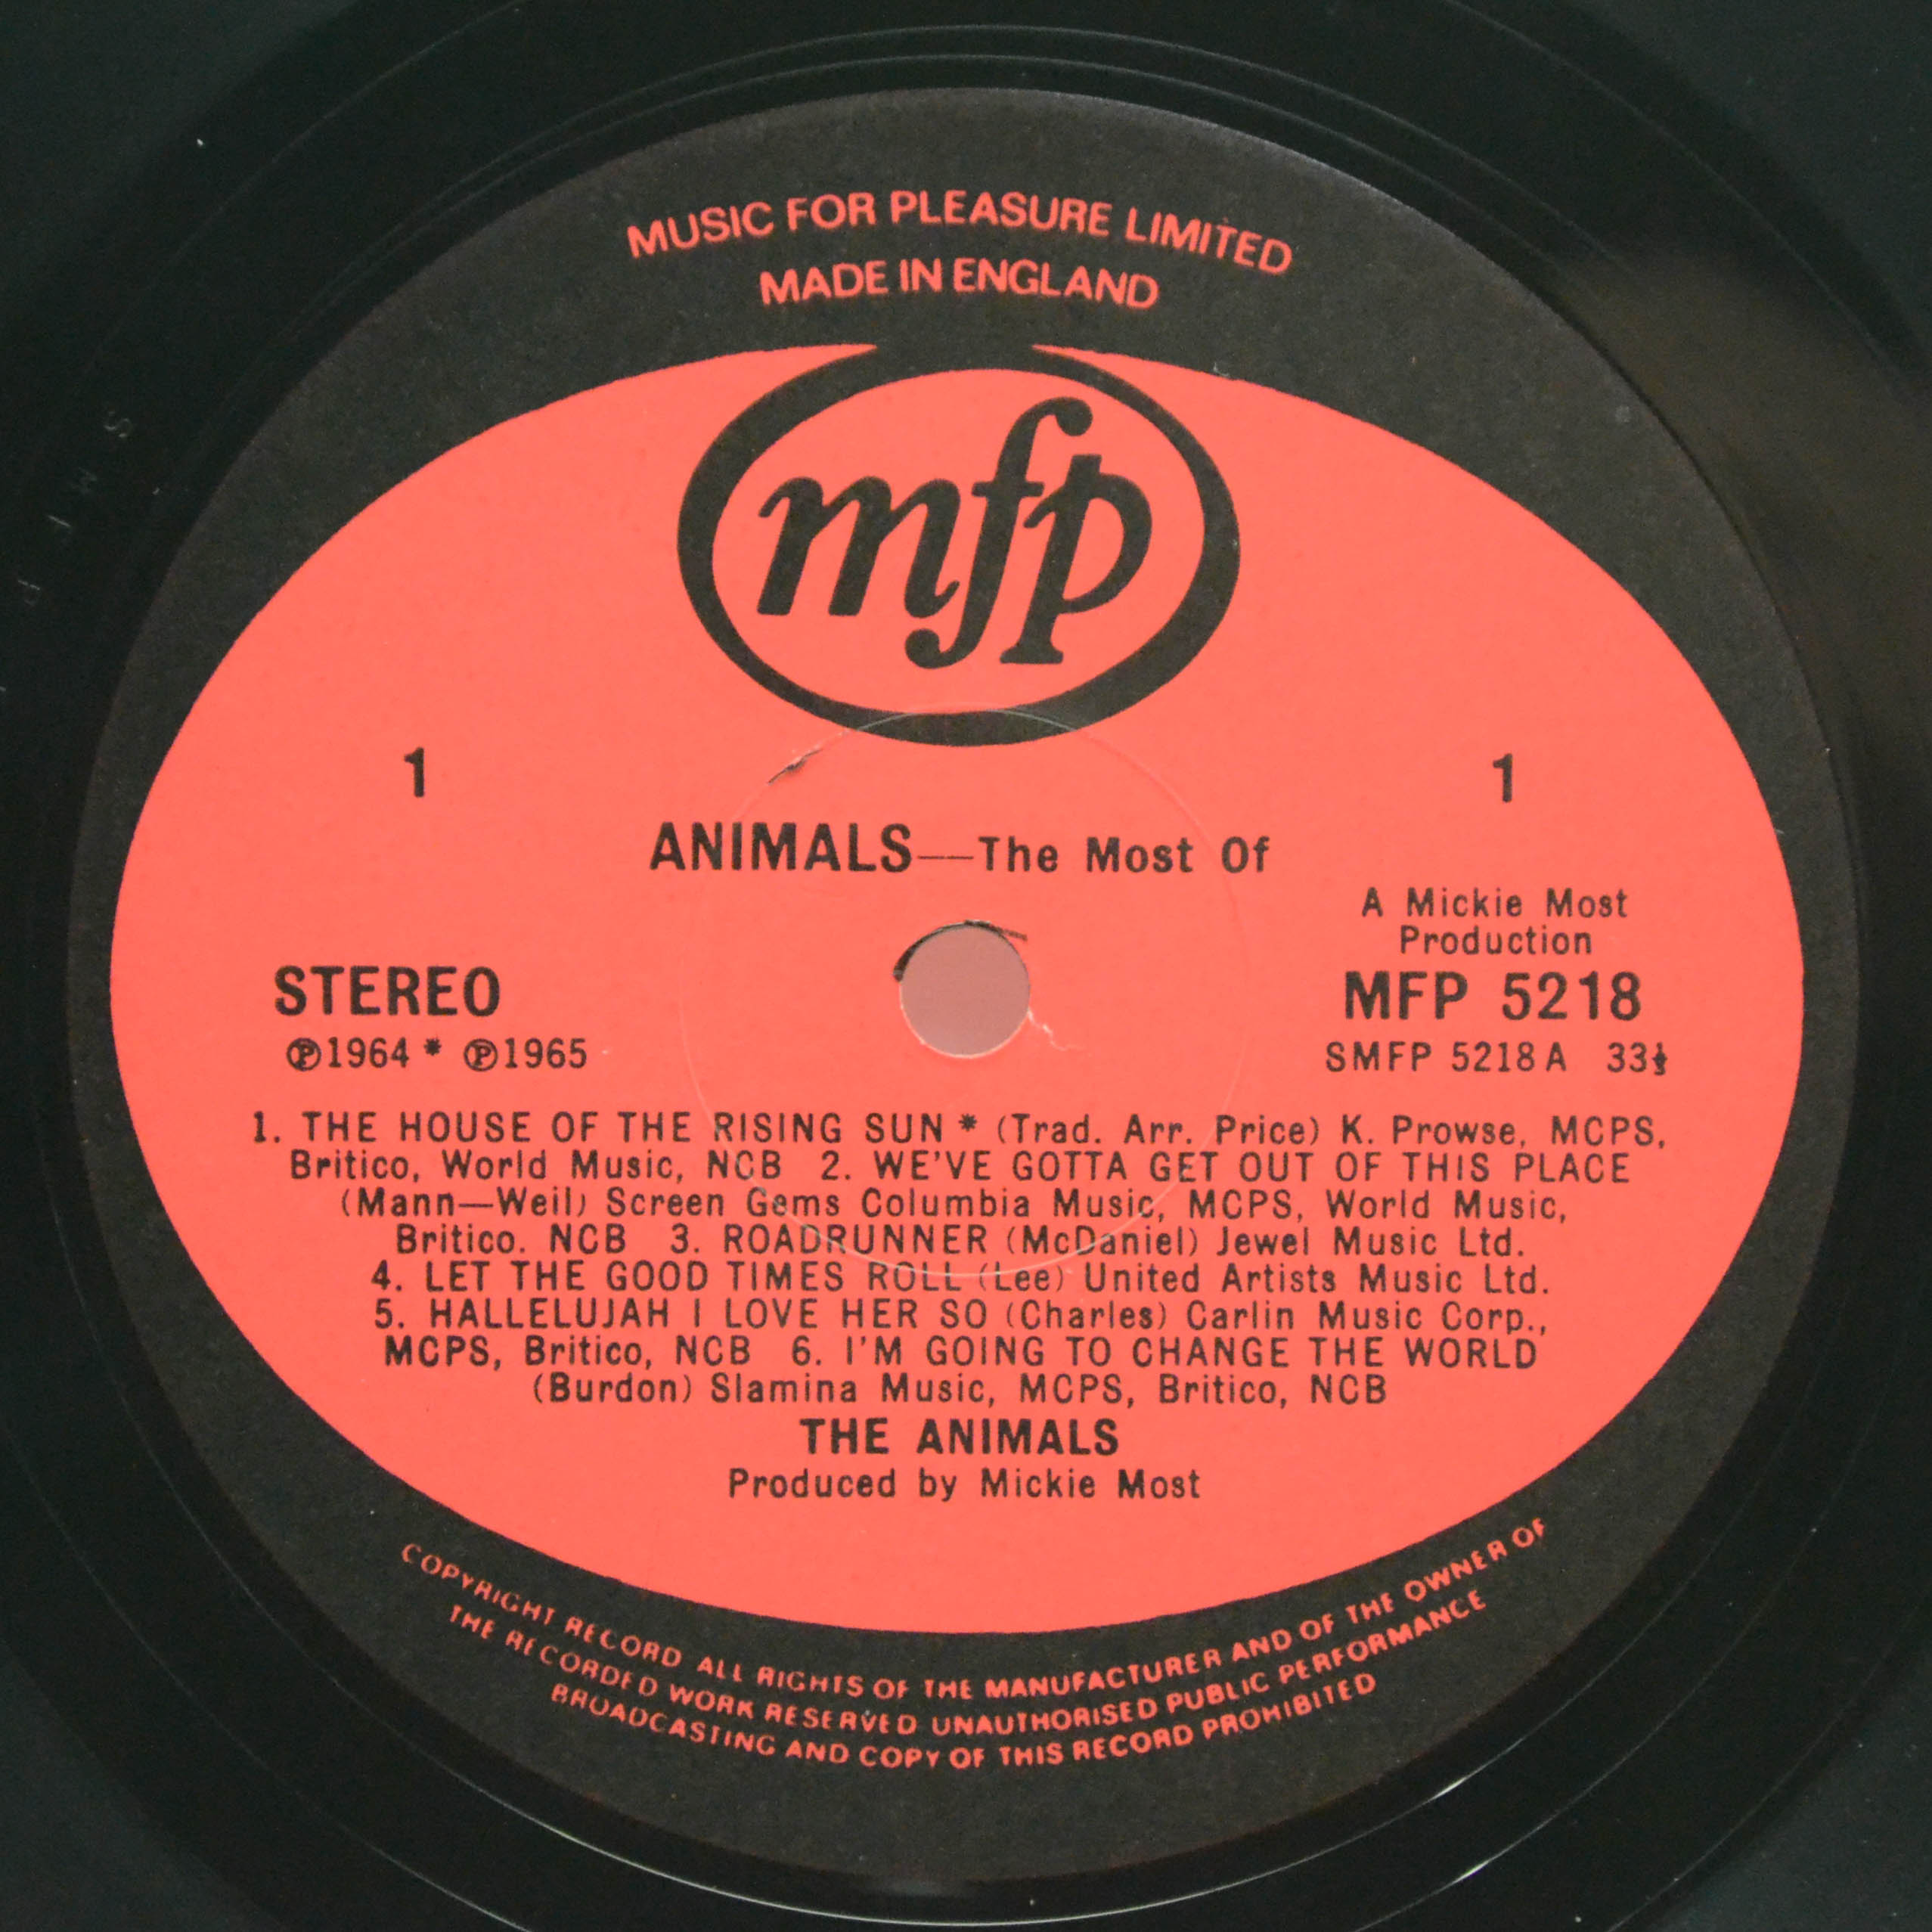 MUSIC FOR PLEASURE LIMITED
MADE IN ENGLAND
mfp
1 1
ANIMALS—The Most Of
A Mickie Most
Production
STEREO MFP 5218
℗1964 * ℗1965 SMFP 5218 A 33⅓
1. THE HOUSE OF THE RISING SUN * (Trad. Arr. Price) K. Prowse, MCPS,
Britico, World Music, NCB 2. WE'VE GOTTA GET OUT OF THIS PLACE
(Mann—Weil) Screen Gems Columbia Music, MCPS, World Music,
Britico. NCB 3. ROADRUNNER (McDaniel) Jewel Music Ltd.
4. LET THE GOOD TIMES ROLL (Lee) United Artists Music Ltd.
5. HALLELUJAH I LOVE HER SO (Charles) Carlin Music Corp.,
MCPS, Britico, NCB 6. I'M GOING TO CHANGE THE WORLD
(Burdon) Slamina Music, MCPS, Britico, NCB
THE ANIMALS
Produced by Mickie Most
COPYRIGHT RECORD ALL RIGHTS OF THE MANUFACTURER AND OF THE OWNER OF
THE RECORDED WORK RESERVED UNAUTHORISED PUBLIC PERFORMANCE
BROADCASTING AND COPY OF THIS RECORD PROHIBITED